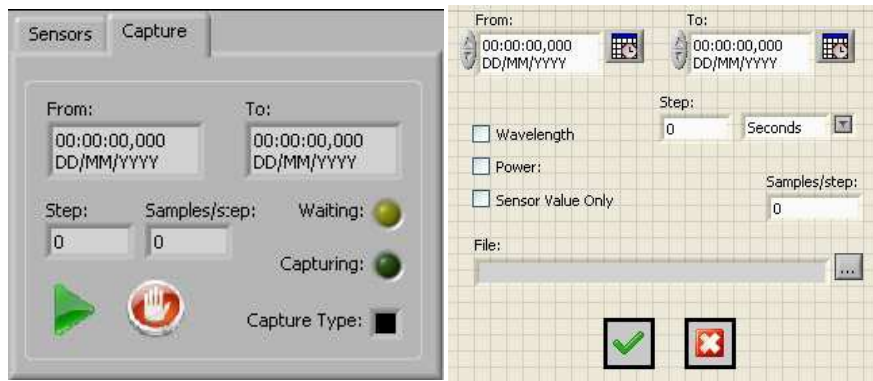 Sensors Capture
From: To:
00:00:00,000 00:00:00,000
DD/MM/YYYY DD/MM/YYYY
Step: Samples/step: Waiting:
0 0
Capturing:
Capture Type:
From: To:
00:00:00,000 00:00:00,000
DD/MM/YYYY DD/MM/YYYY
Step:
Wavelength 0 Seconds
Power:
Samples/step:
Sensor Value Only 0
File:
...